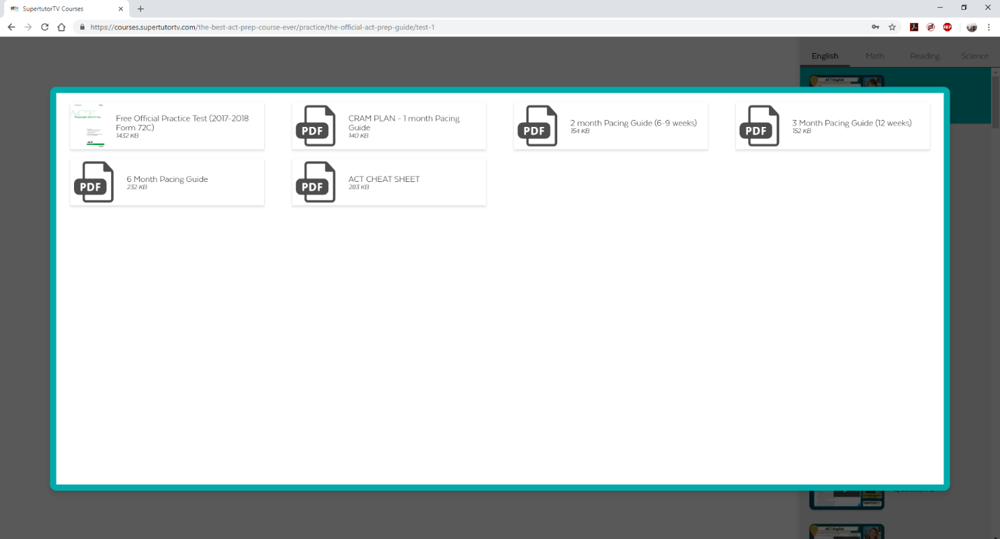 SupertutorTV Courses
https://courses.supertutortv.com/the-best-act-prep-course-ever/practice/the-official-act-prep-guide/test-1
ABP
English Math Reading Science
ACT English
Free Official Practice Test (2017-2018
Form 72C)
1432 KB
PDF
CRAM PLAN - 1 month Pacing
Guide
140 KB
PDF
2 month Pacing Guide (6-9 weeks)
154 KB
PDF
3 Month Pacing Guide (12 weeks)
152 KB
PDF
6 Month Pacing Guide
232 KB
PDF
ACT CHEAT SHEET
283 KB
ACT English